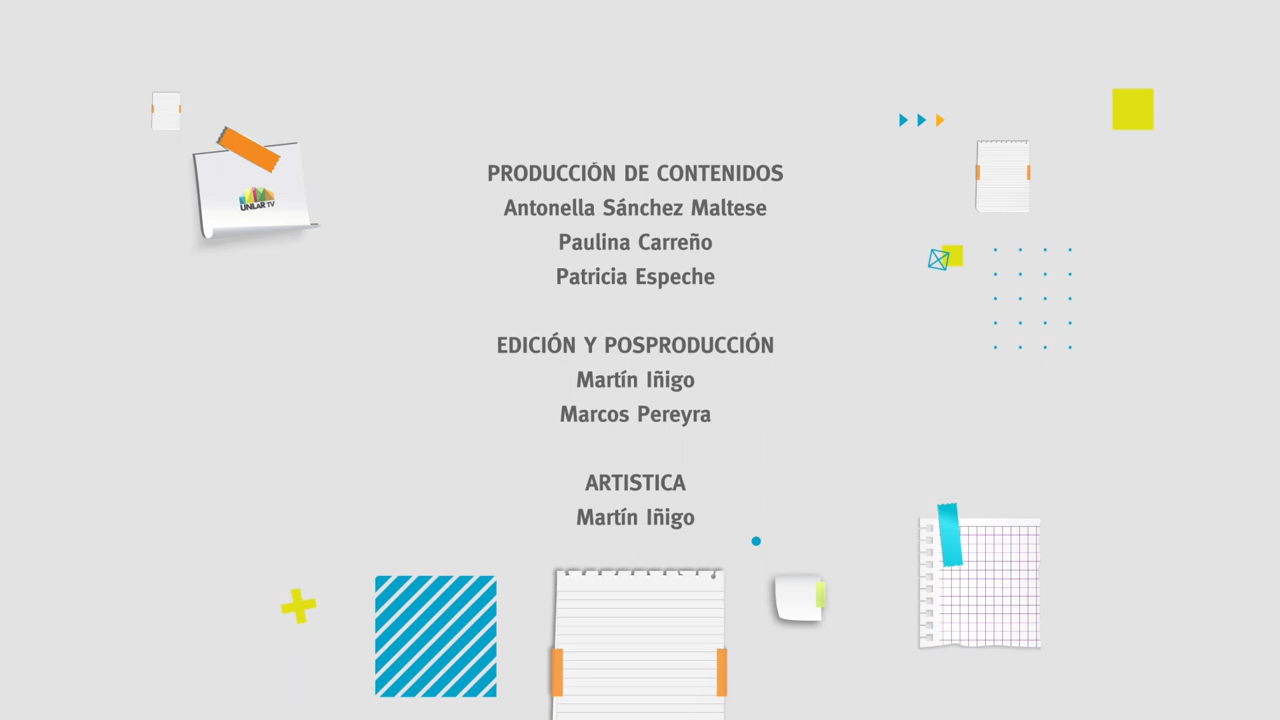 UNLAR TV
PRODUCCIÓN DE CONTENIDOS
Antonella Sánchez Maltese
Paulina Carreño
Patricia Espeche
EDICIÓN Y POSPRODUCCIÓN
Martín Iñigo
Marcos Pereyra
ARTISTICA
Martín Iñigo